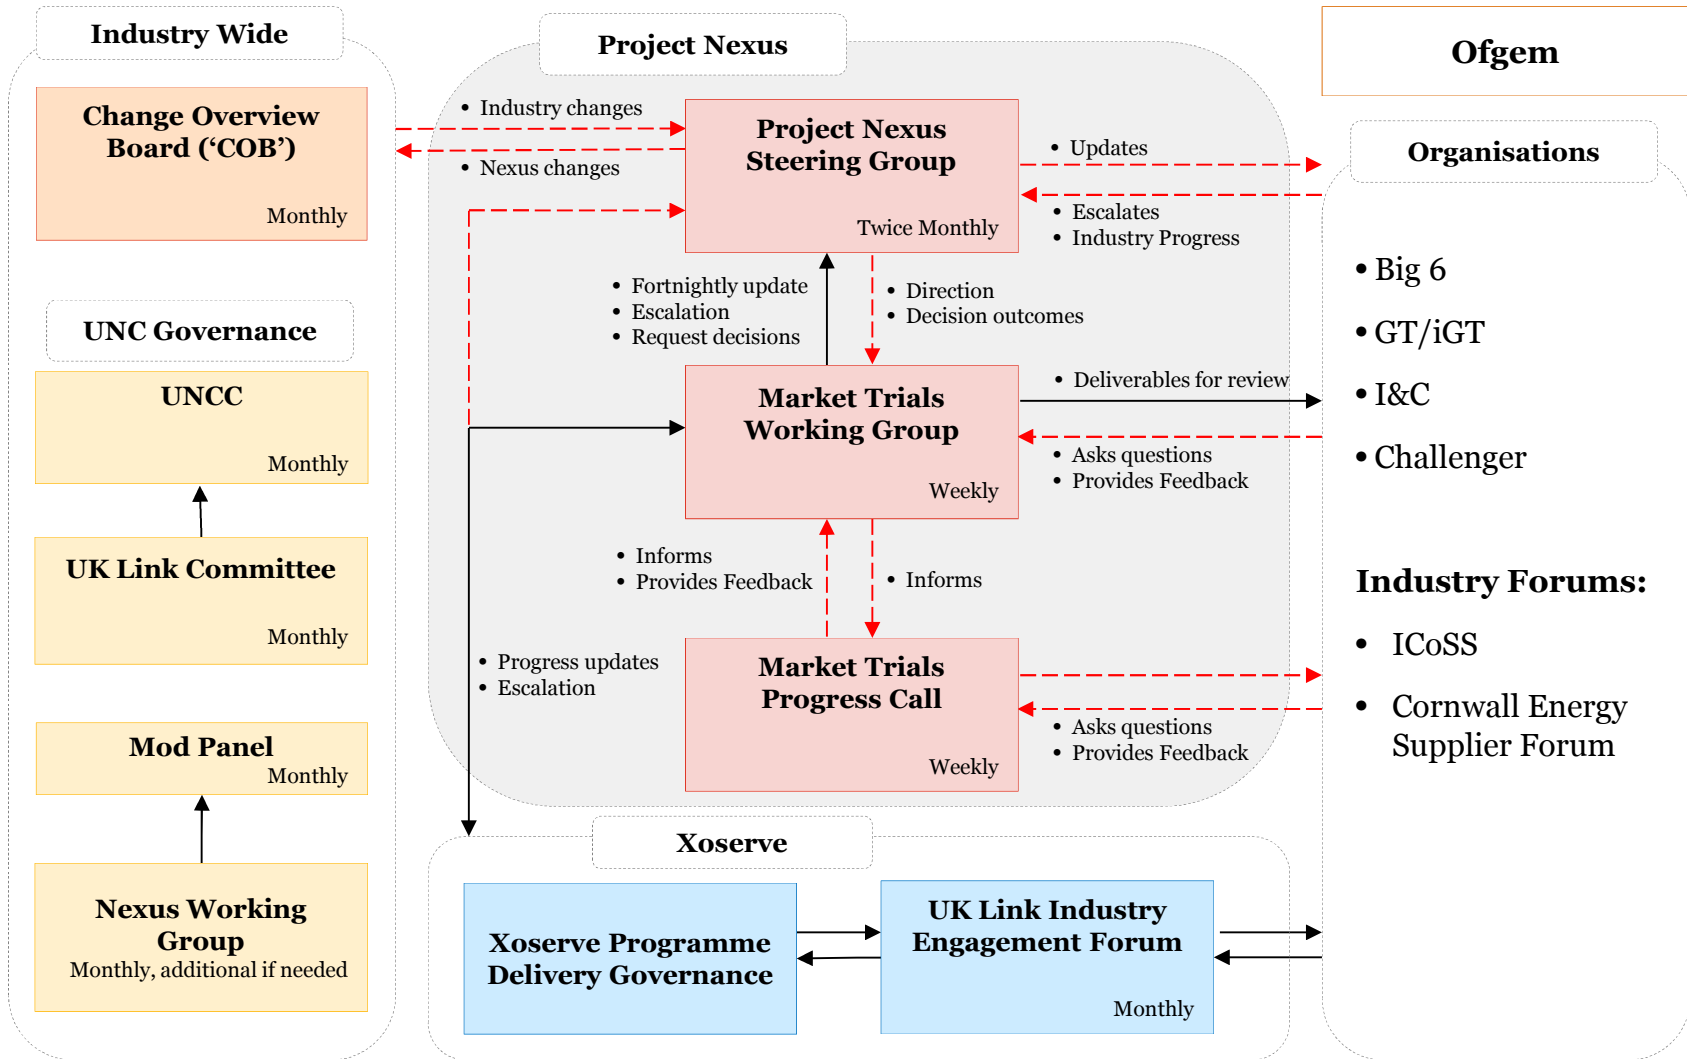 Industry Wide
Change Overview
Board (‘COB’)
Monthly
UNC Governance
UNCC
Monthly
UK Link Committee
Monthly
Mod Panel
Monthly
Nexus Working
Group
Monthly, additional if needed
Project Nexus
• Industry changes
• Nexus changes
Project Nexus
Steering Group
Twice Monthly
• Updates
• Escalates
• Industry Progress
• Fortnightly update
• Escalation
• Request decisions
• Direction
• Decision outcomes
Market Trials
Working Group
Weekly
• Deliverables for review
• Asks questions
• Provides Feedback
• Informs
• Provides Feedback
• Informs
• Progress updates
• Escalation
Market Trials
Progress Call
Weekly
• Asks questions
• Provides Feedback
Xoserve
Xoserve Programme
Delivery Governance
UK Link Industry
Engagement Forum
Monthly
Ofgem
Organisations
• Big 6
• GT/iGT
• I&C
• Challenger
Industry Forums:
• ICoSS
• Cornwall Energy
Supplier Forum